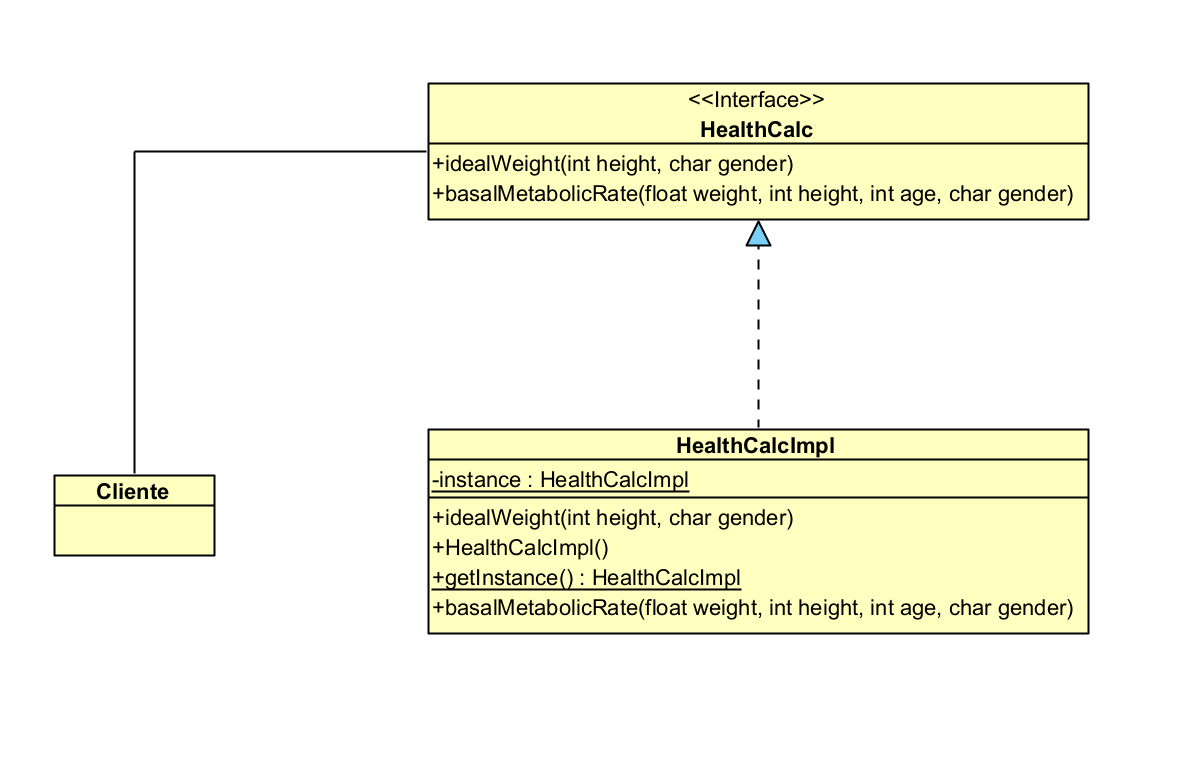 <<Interface>>
HealthCalc
+idealWeight(int height, char gender)
+basalMetabolicRate(float weight, int height, int age, char gender)
HealthCalcImpl
-instance : HealthCalcImpl
+idealWeight(int height, char gender)
+HealthCalcImpl()
+getInstance() : HealthCalcImpl
+basalMetabolicRate(float weight, int height, int age, char gender)
Cliente